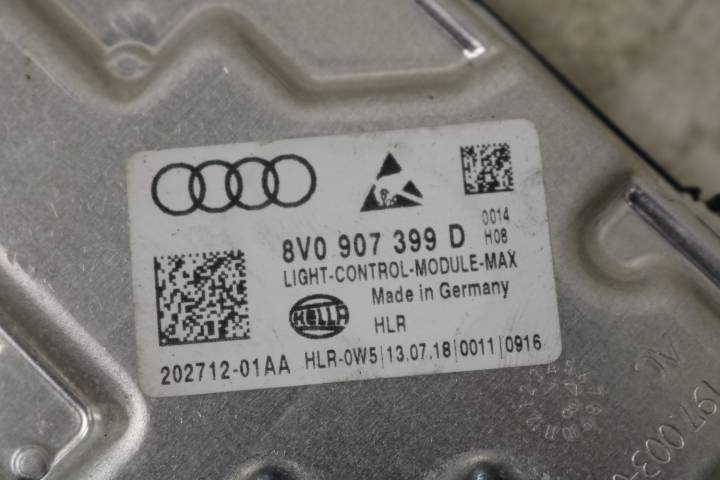 8V0 907 399 D
0014
H08
LIGHT-CONTROL-MODULE-MAX
Made in Germany
HELLA
HLR
202712-01AA HLR-0W5|13.07.18|0011|0916